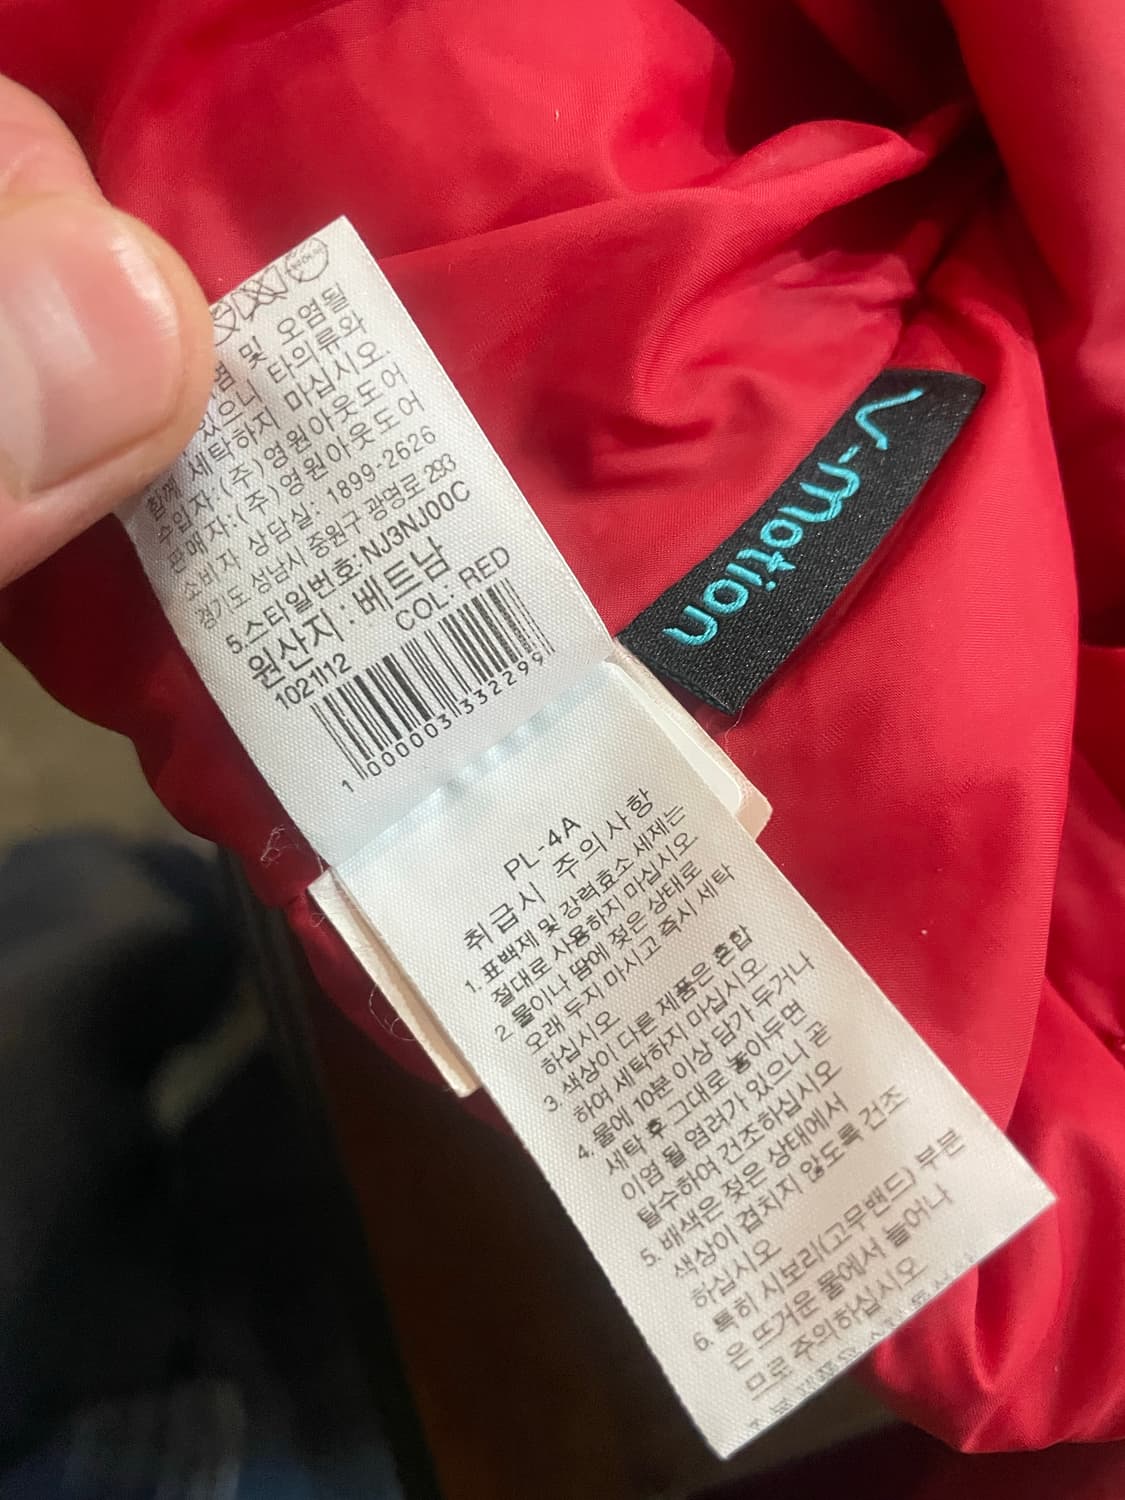 및 오염될
있으니 타의류와
함께 세탁하지 마십시오
수입자:(주)영원아웃도어
판매자:(주)영원아웃도어
소비자 상담실: 1899-2626
경기도 성남시 중원구 광명로 293
5.스타일번호:NJ3NJ00C
원산지:베트남
1021/12 COL: RED
1 000003 332299
v-motion
PL-4A
취급시 주의사항
1. 표백제 및 강력효소세제는
절대로 사용하지 마십시오
2. 물이나 땀에 젖은 상태로
오래 두지 마시고 즉시 세탁
하십시오
3. 색상이 다른 제품은 혼합
하여 세탁하지 마십시오
4. 물에 10분 이상 담가 두거나
세탁 후 그대로 놓아두면
이염 될 염려가 있으니 곧
탈수하여 건조하십시오
5. 배색은 젖은 상태에서
색상이 겹치지 않도록 건조
하십시오
6. 특히 시보리(고무밴드) 부분
은 뜨거운 물에서 늘어나
므로 주의하십시오